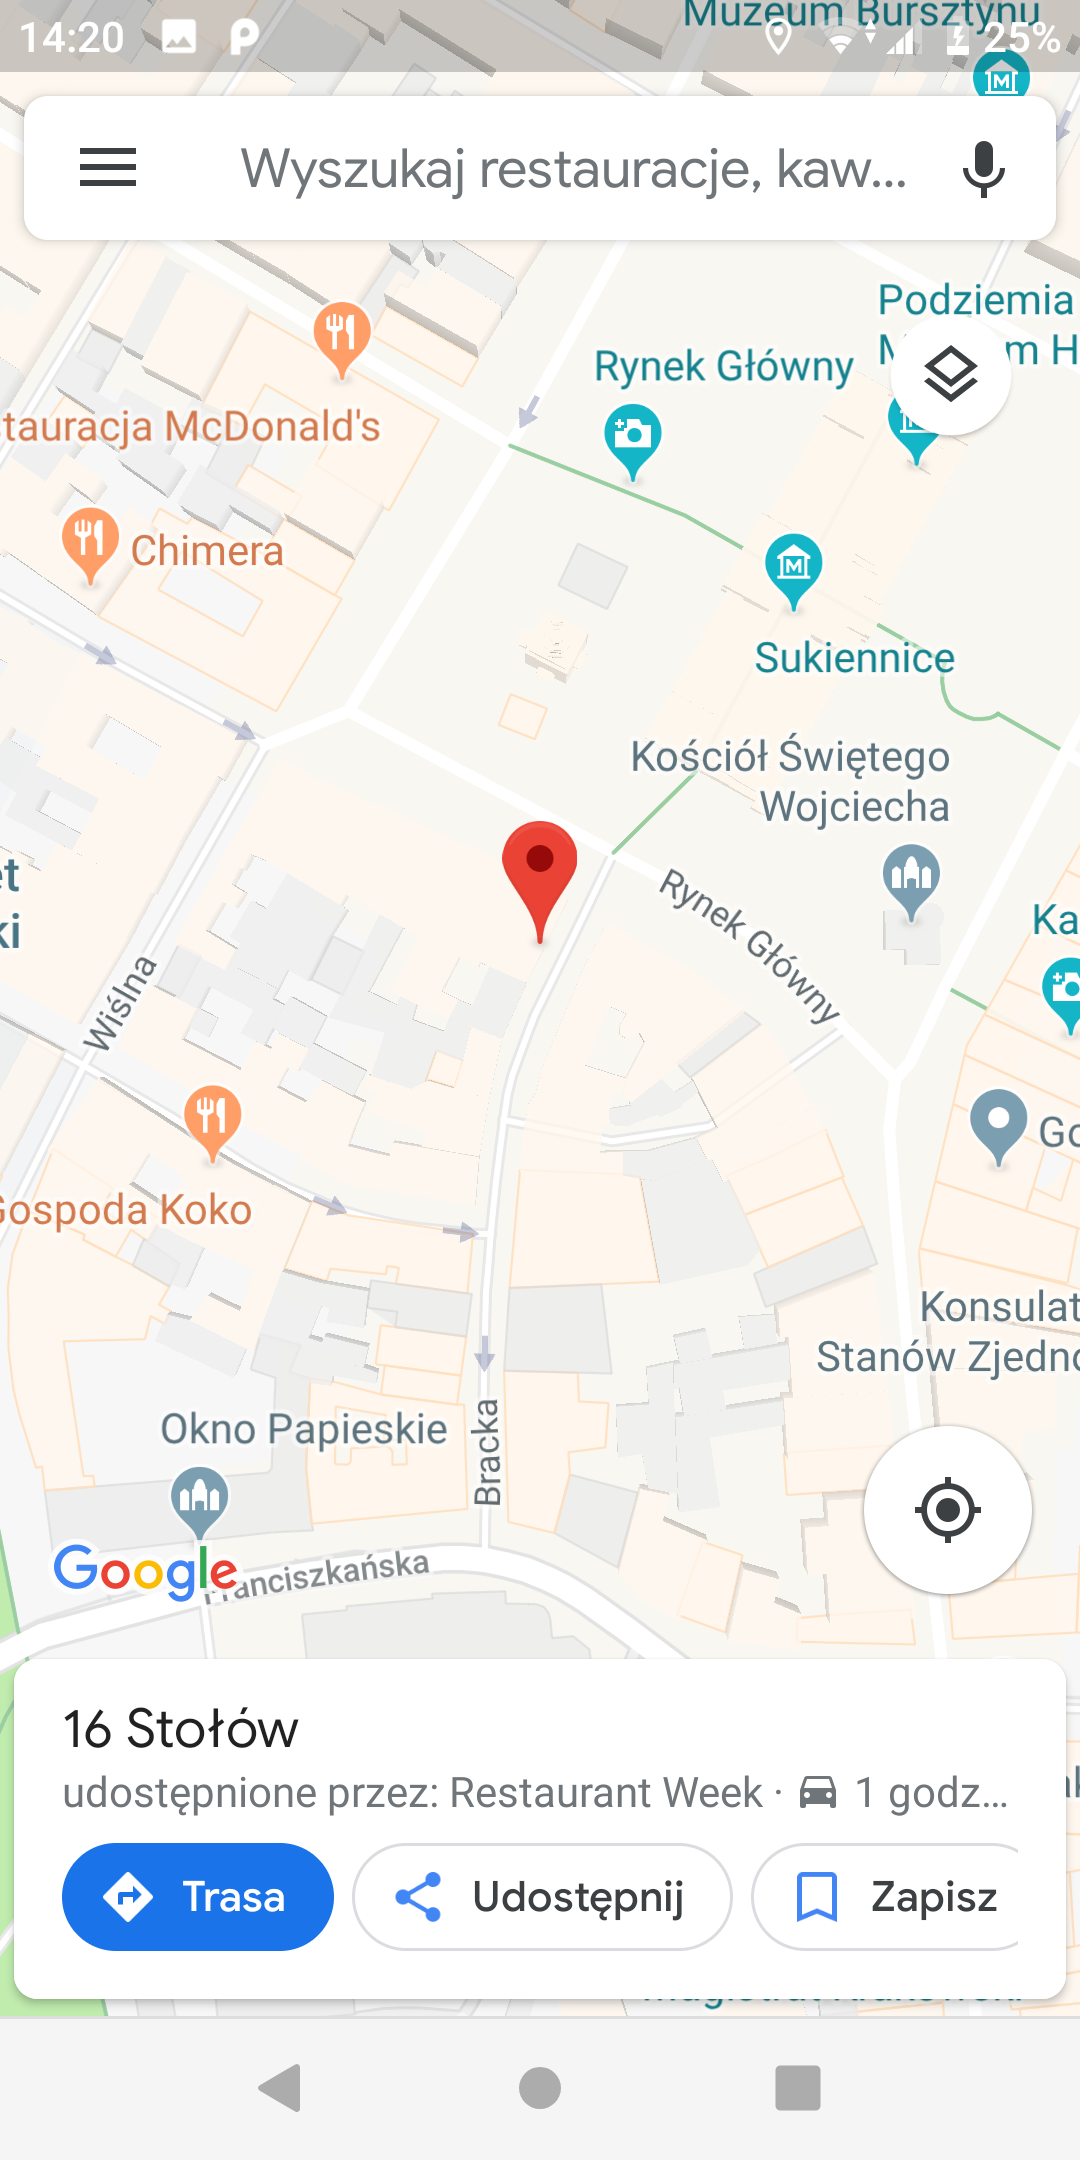 Muzeum Bursztynu
14:20
25%
Wyszukaj restauracje, kaw...
Podziemia
Rynek Główny
tauracja McDonald's
Chimera
Sukiennice
Kościół Świętego
Wojciecha
Rynek Główny
Wiślna
Gospoda Koko
Konsulat
Stanów Zjedno
Okno Papieskie
Bracka
Google
Franciszkańska
16 Stołów
udostępnione przez: Restaurant Week · 1 godz...
Trasa
Udostępnij
Zapisz